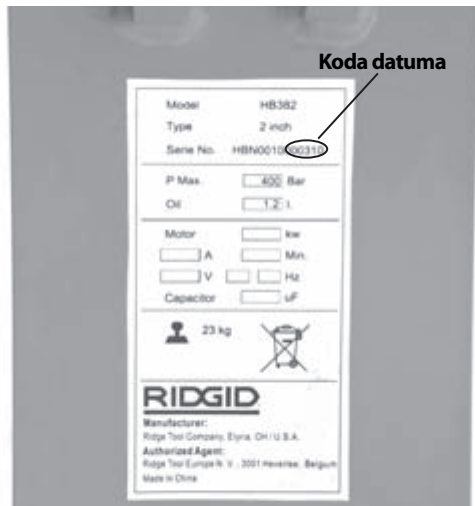 Koda datuma
Model HB382
Type 2 inch
Serie No. HBN0010000310
P Max. 400 Bar
Oil 1.2 l.
Motor kw
A Min.
V Hz
Capacitor uF
23 kg
RIDGID
Manufacturer:
Ridge Tool Company, Elyria, OH / U.S.A.
Authorized Agent:
Ridge Tool Europe N. V., 3001 Heverlee, Belgium
Made in China